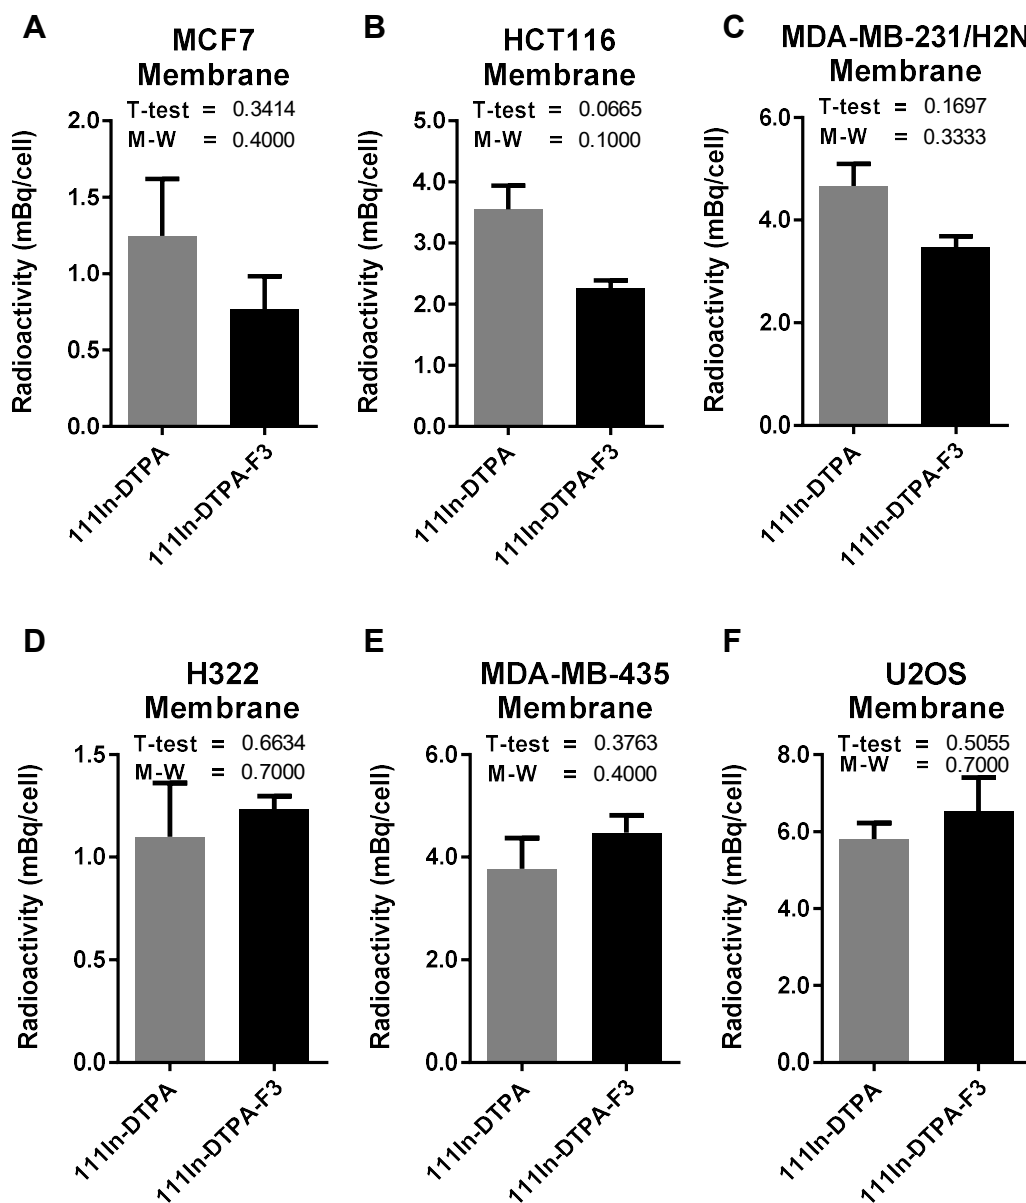 A
MCF7
Membrane
T-test = 0.3414
M-W = 0.4000
Radioactivity (mBq/cell)
2.0
1.5
1.0
0.5
0.0
111In-DTPA
111In-DTPA-F3
B
HCT116
Membrane
T-test = 0.0665
M-W = 0.1000
Radioactivity (mBq/cell)
5.0
4.0
3.0
2.0
1.0
0.0
111In-DTPA
111In-DTPA-F3
C
MDA-MB-231/H2N
Membrane
T-test = 0.1697
M-W = 0.3333
Radioactivity (mBq/cell)
6.0
4.0
2.0
0.0
111In-DTPA
111In-DTPA-F3
D
H322
Membrane
T-test = 0.6634
M-W = 0.7000
Radioactivity (mBq/cell)
1.5
1.0
0.5
0.0
111In-DTPA
111In-DTPA-F3
E
MDA-MB-435
Membrane
T-test = 0.3763
M-W = 0.4000
Radioactivity (mBq/cell)
6.0
4.0
2.0
0.0
111In-DTPA
111In-DTPA-F3
F
U2OS
Membrane
T-test = 0.5055
M-W = 0.7000
Radioactivity (mBq/cell)
8.0
6.0
4.0
2.0
0.0
111In-DTPA
111In-DTPA-F3